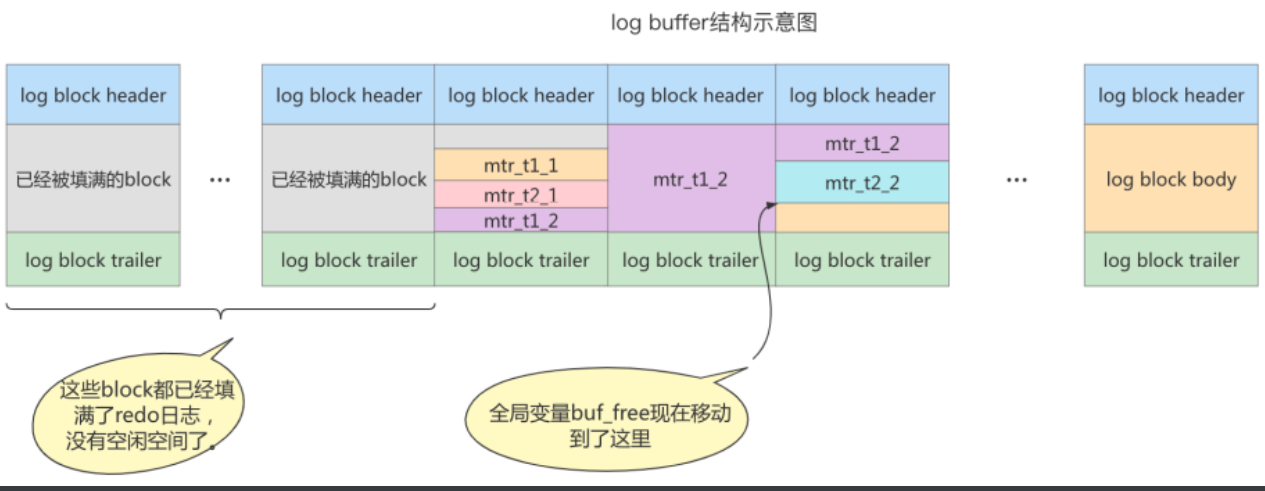 log buffer结构示意图
log block header
log block header
log block header
log block header
log block header
log block header
已经被填满的block
...
已经被填满的block
mtr_t1_1
mtr_t2_1
mtr_t1_2
mtr_t1_2
mtr_t1_2
mtr_t2_2
...
log block body
log block trailer
log block trailer
log block trailer
log block trailer
log block trailer
log block trailer
这些block都已经填
满了redo日志，
没有空闲空间了。
全局变量buf_free现在移动
到了这里